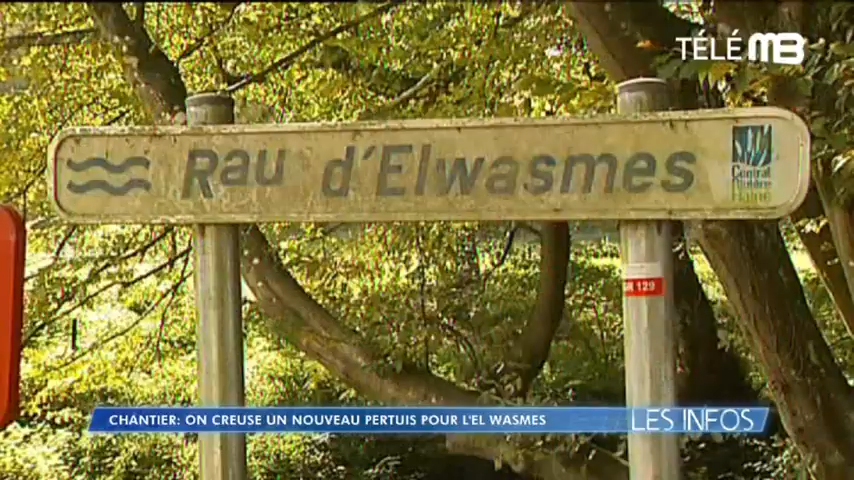 TÉLÉ MB
Rau d'Elwasmes
Contrat
Rivière
Haine
GR 129
CHANTIER: ON CREUSE UN NOUVEAU PERTUIS POUR L'EL WASMES
LES INFOS